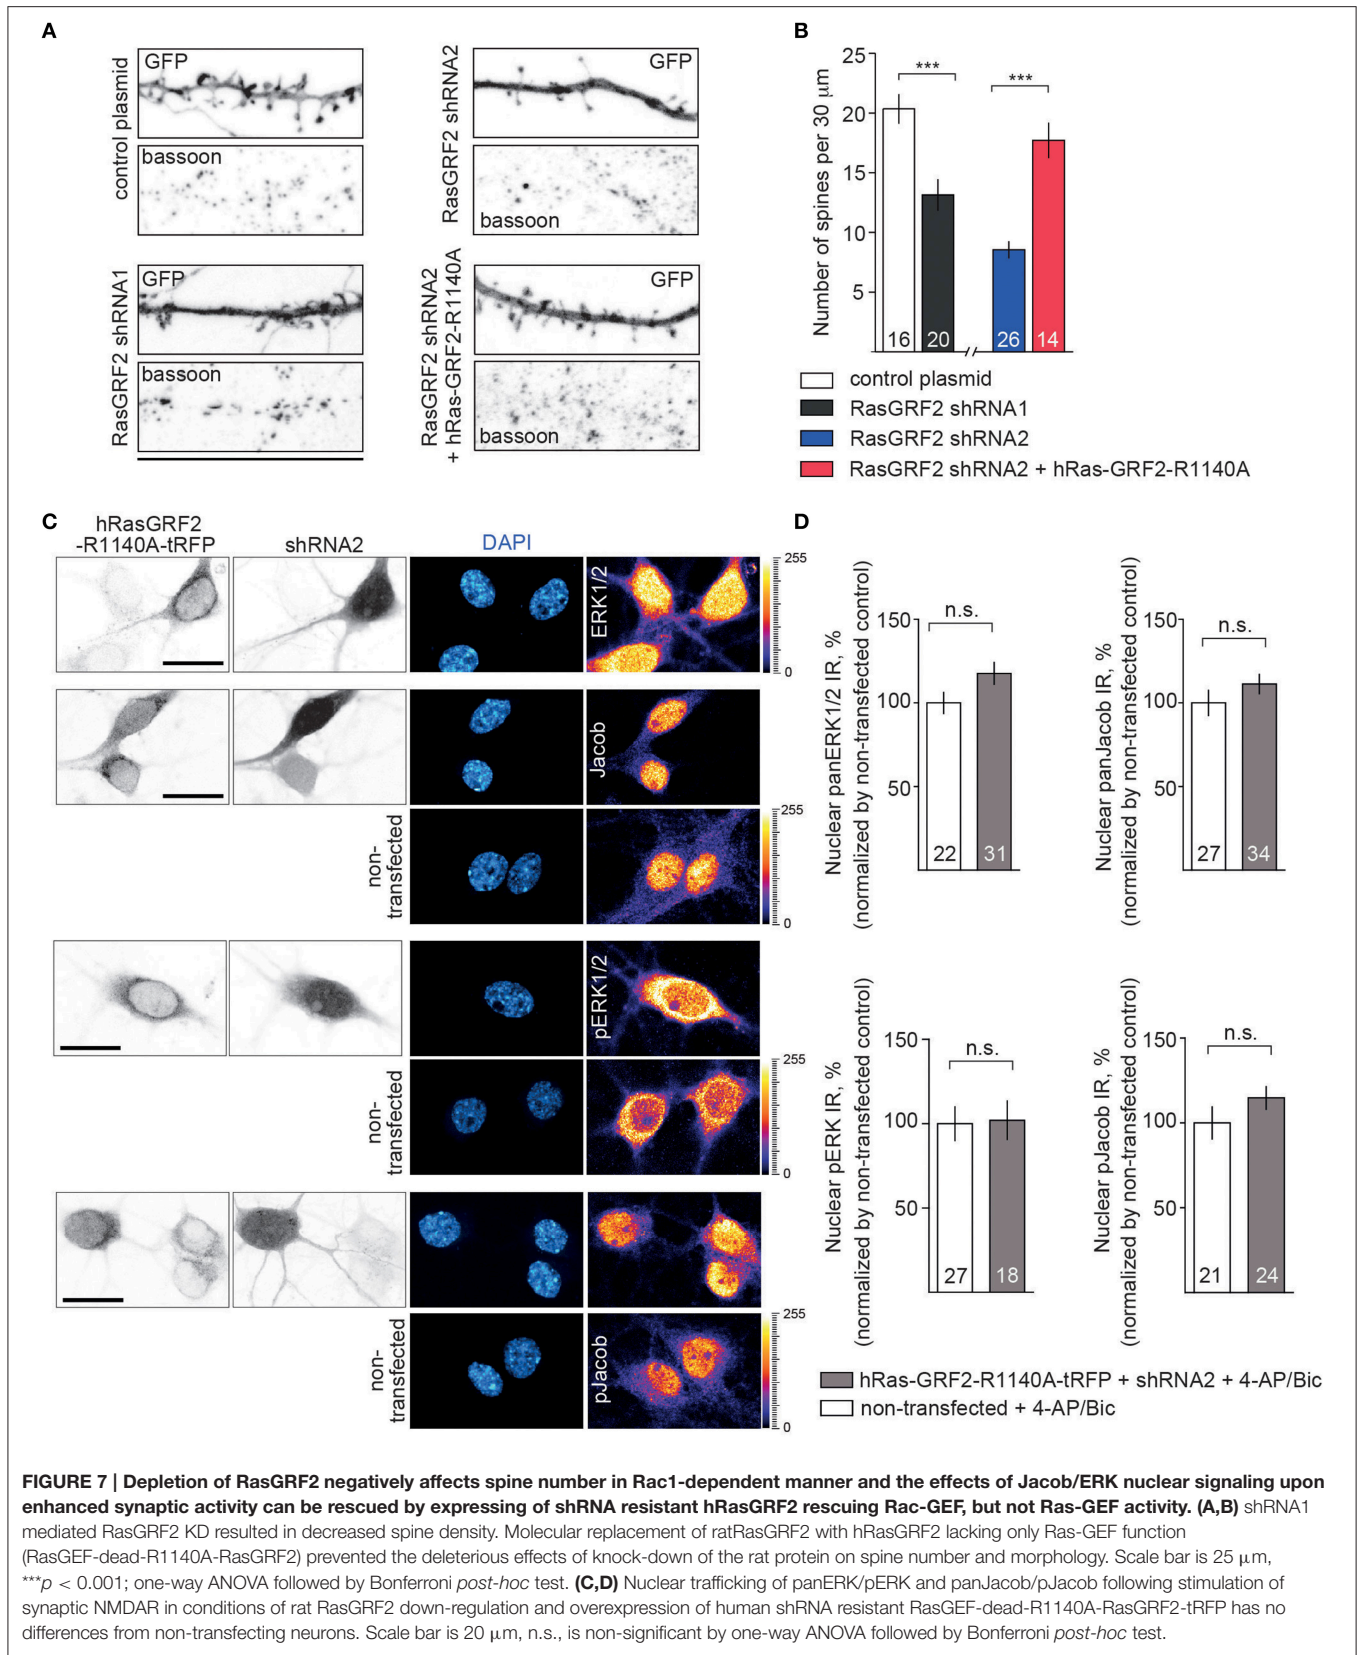 A
GFP
control plasmid
bassoon
GFP
RasGRF2 shRNA2
bassoon
GFP
RasGRF2 shRNA1
bassoon
GFP
RasGRF2 shRNA2
+ hRas-GRF2-R1140A
bassoon
B
Number of spines per 30 μm
25
20
15
10
5
***
***
16
20
26
14
control plasmid
RasGRF2 shRNA1
RasGRF2 shRNA2
RasGRF2 shRNA2 + hRas-GRF2-R1140A
C
hRasGRF2
-R1140A-tRFP
shRNA2
DAPI
ERK1/2
255
0
Jacob
non-
transfected
255
0
pERK1/2
non-
transfected
255
0
non-
transfected
pJacob
255
0
D
Nuclear panERK1/2 IR, %
(normalized by non-transfected control)
150
100
50
n.s.
22
31
Nuclear panJacob IR, %
(normalized by non-transfected control)
150
100
50
n.s.
27
34
Nuclear pERK IR, %
(normalized by non-transfected control)
150
100
50
n.s.
27
18
Nuclear pJacob IR, %
(normalized by non-transfected control)
150
100
50
n.s.
21
24
hRas-GRF2-R1140A-tRFP + shRNA2 + 4-AP/Bic
non-transfected + 4-AP/Bic
FIGURE 7 | Depletion of RasGRF2 negatively affects spine number in Rac1-dependent manner and the effects of Jacob/ERK nuclear signaling upon
enhanced synaptic activity can be rescued by expressing of shRNA resistant hRasGRF2 rescuing Rac-GEF, but not Ras-GEF activity. (A,B) shRNA1
mediated RasGRF2 KD resulted in decreased spine density. Molecular replacement of ratRasGRF2 with hRasGRF2 lacking only Ras-GEF function
(RasGEF-dead-R1140A-RasGRF2) prevented the deleterious effects of knock-down of the rat protein on spine number and morphology. Scale bar is 25 μm,
***p < 0.001; one-way ANOVA followed by Bonferroni post-hoc test. (C,D) Nuclear trafficking of panERK/pERK and panJacob/pJacob following stimulation of
synaptic NMDAR in conditions of rat RasGRF2 down-regulation and overexpression of human shRNA resistant RasGEF-dead-R1140A-RasGRF2-tRFP has no
differences from non-transfecting neurons. Scale bar is 20 μm, n.s., is non-significant by one-way ANOVA followed by Bonferroni post-hoc test.